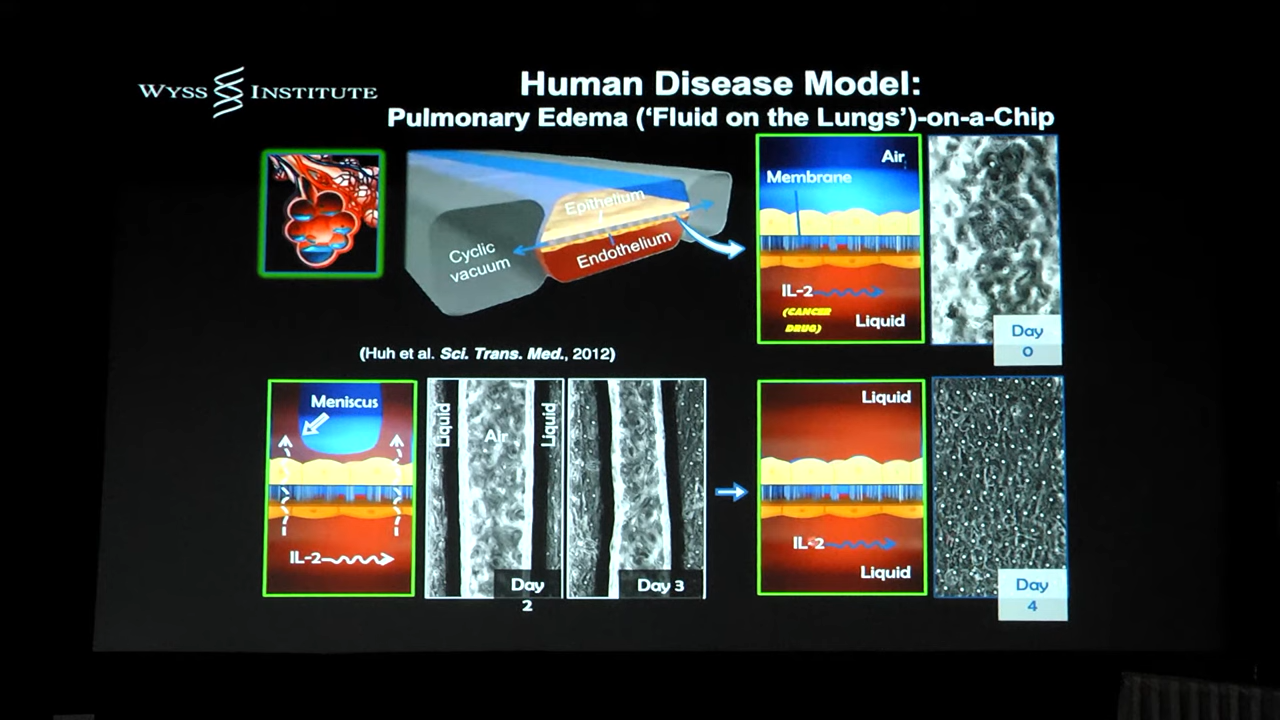 WYSS INSTITUTE
Human Disease Model:
Pulmonary Edema (‘Fluid on the Lungs’)-on-a-Chip
Epithelium
Cyclic
vacuum
Endothelium
Air
Membrane
IL-2
(CANCER
DRUG)
Liquid
Day
0
(Huh et al. Sci. Trans. Med., 2012)
Meniscus
IL-2
Liquid
Air
Liquid
Day
2
Day 3
Liquid
IL-2
Liquid
Day
4